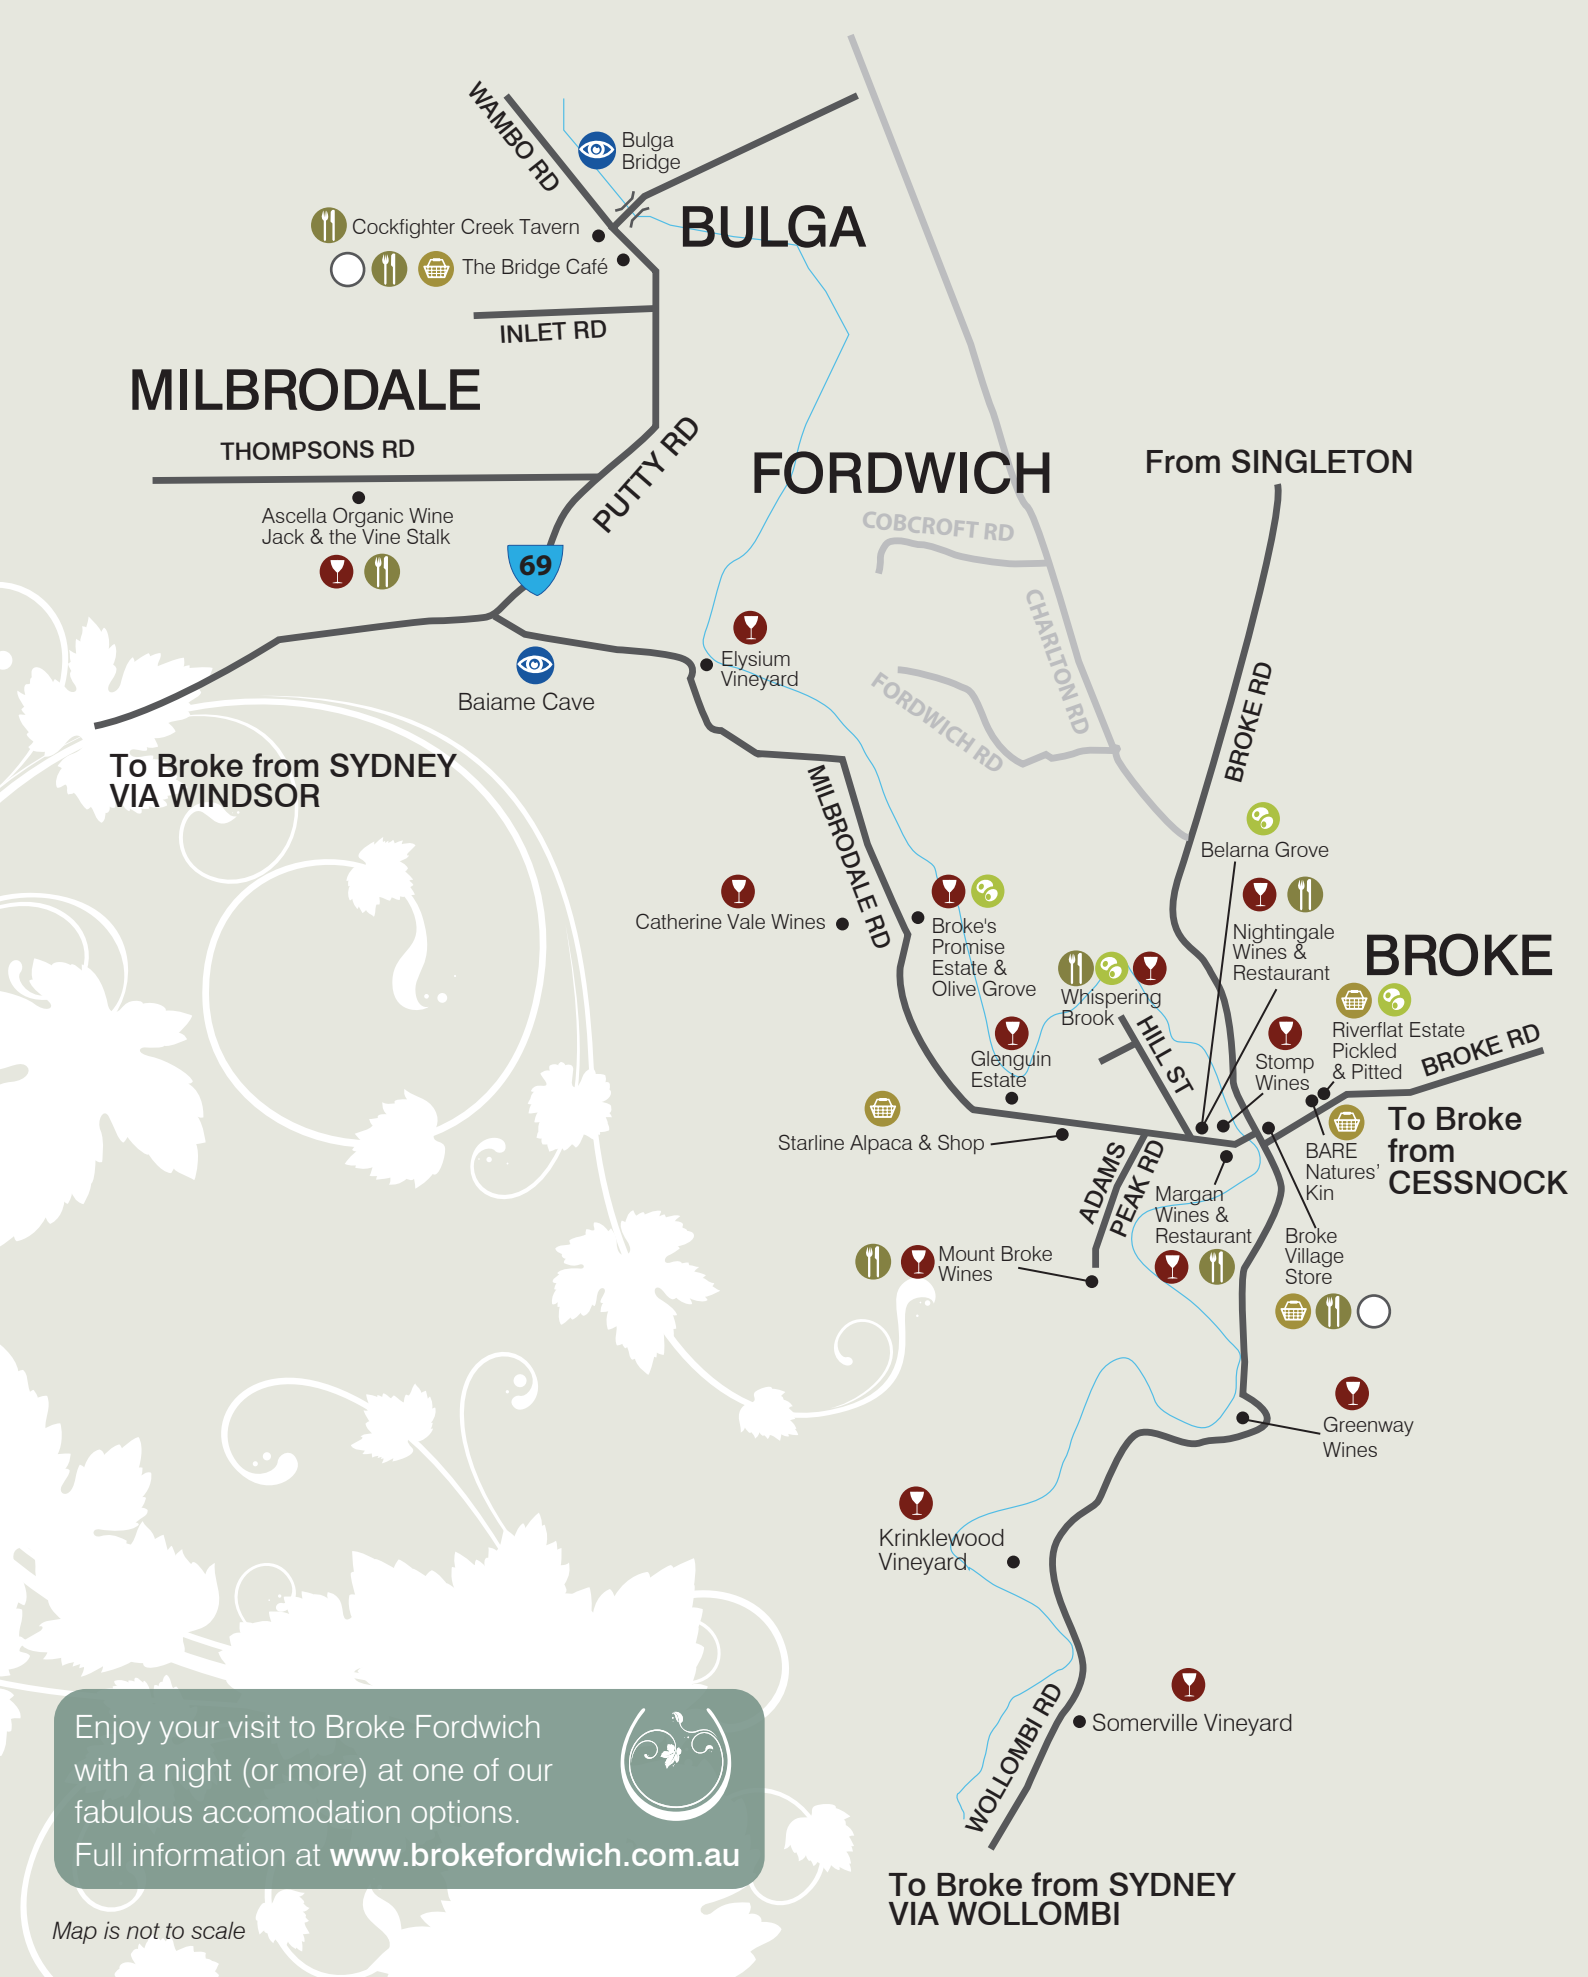 WAMBO RD
Bulga
Bridge
BULGA
Cockfighter Creek Tavern
The Bridge Café
INLET RD
MILBRODALE
THOMPSONS RD
PUTTY RD
FORDWICH
From SINGLETON
Ascella Organic Wine
Jack & the Vine Stalk
COBCROFT RD
69
CHARLTON RD
Elysium
Vineyard
Baiame Cave
FORDWICH RD
BROKE RD
To Broke from SYDNEY
VIA WINDSOR
MILBRODALE RD
Belarna Grove
Catherine Vale Wines
Broke's
Promise
Estate &
Olive Grove
Nightingale
Wines &
Restaurant
BROKE
Whispering
Brook
HILL ST
Riverflat Estate
Pickled
& Pitted
BROKE RD
Glenguin
Estate
Stomp
Wines
Starline Alpaca & Shop
To Broke
from
CESSNOCK
BARE
Natures'
Kin
ADAMS
PEAK RD
Margan
Wines &
Restaurant
Broke
Village
Store
Mount Broke
Wines
Greenway
Wines
Krinklewood
Vineyard
WOLLOMBI RD
Somerville Vineyard
Enjoy your visit to Broke Fordwich
with a night (or more) at one of our
fabulous accomodation options.
Full information at www.brokefordwich.com.au
To Broke from SYDNEY
VIA WOLLOMBI
Map is not to scale